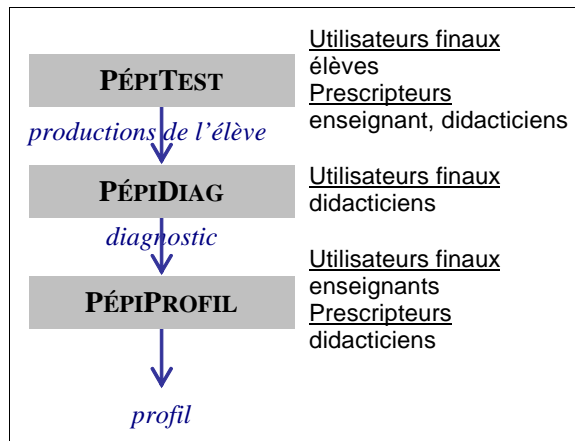 PÉPITEST
Utilisateurs finaux
élèves
Prescripteurs
enseignant, didacticiens
productions de l'élève
PÉPIDIAG
Utilisateurs finaux
didacticiens
diagnostic
PÉPIPROFIL
Utilisateurs finaux
enseignants
Prescripteurs
didacticiens
profil